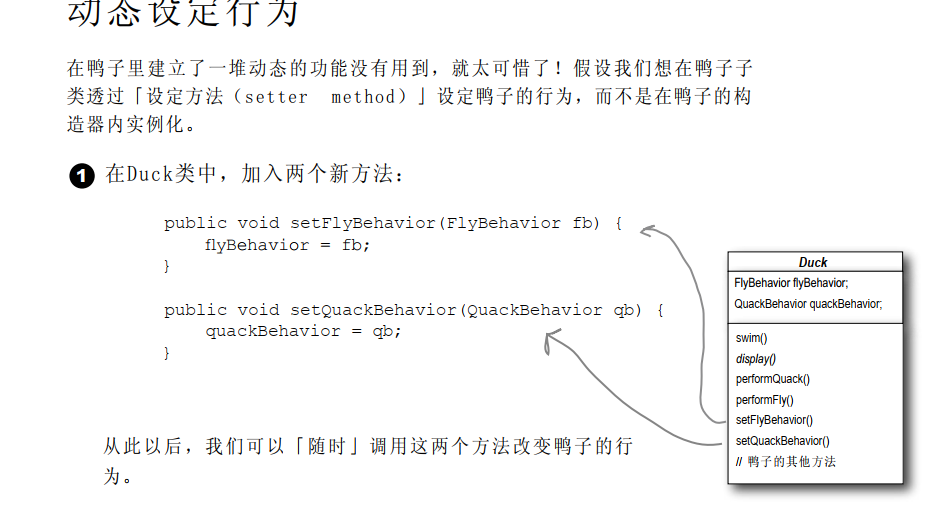 动态设定行为
在鸭子里建立了一堆动态的功能没有用到，就太可惜了！假设我们想在鸭子子
类透过「设定方法（setter method）」设定鸭子的行为，而不是在鸭子的构
造器内实例化。
1 在Duck类中，加入两个新方法：
public void setFlyBehavior(FlyBehavior fb) {
flyBehavior = fb;
}
public void setQuackBehavior(QuackBehavior qb) {
quackBehavior = qb;
}
从此以后，我们可以「随时」调用这两个方法改变鸭子的行
为。
Duck
FlyBehavior flyBehavior;
QuackBehavior quackBehavior;
swim()
display()
performQuack()
performFly()
setFlyBehavior()
setQuackBehavior()
// 鸭子的其他方法